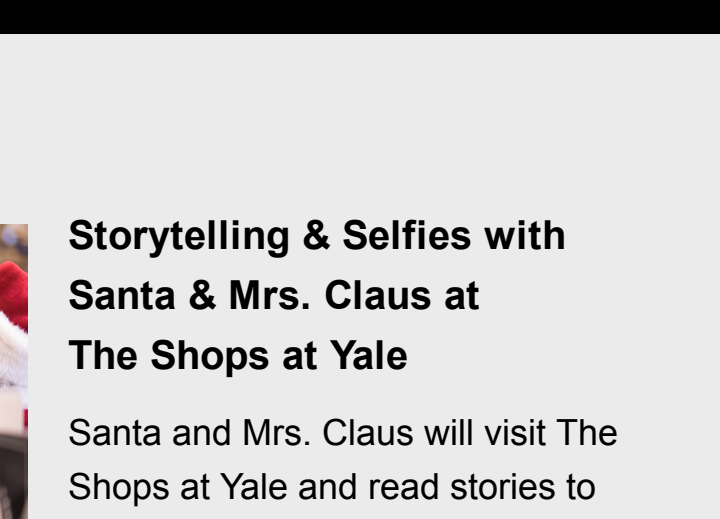 Storytelling & Selfies with
Santa & Mrs. Claus at
The Shops at Yale
Santa and Mrs. Claus will visit The
Shops at Yale and read stories to